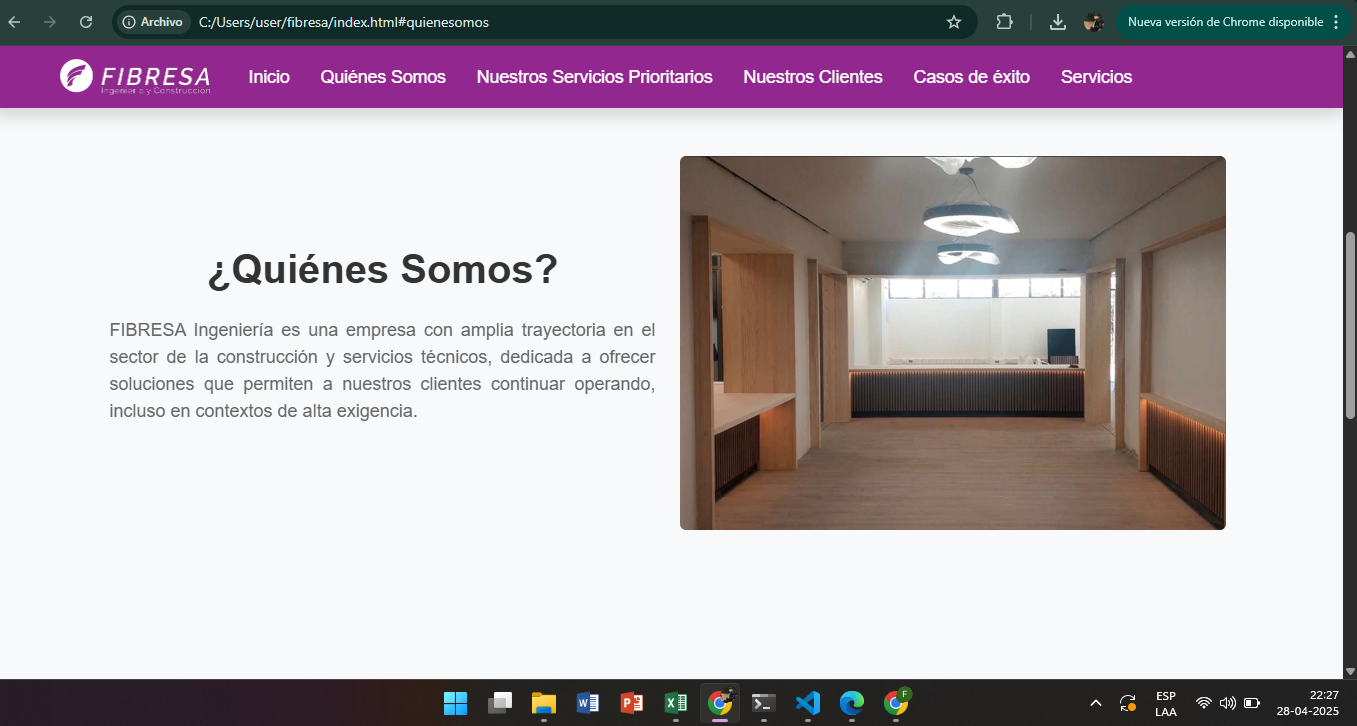 Archivo C:/Users/user/fibresa/index.html#quienesomos Nueva versión de Chrome disponible
FIBRESA Inicio Quiénes Somos Nuestros Servicios Prioritarios Nuestros Clientes Casos de éxito Servicios
Ingeniería y Construcción
¿Quiénes Somos?
FIBRESA Ingeniería es una empresa con amplia trayectoria en el
sector de la construcción y servicios técnicos, dedicada a ofrecer
soluciones que permiten a nuestros clientes continuar operando,
incluso en contextos de alta exigencia.
ESP 22:27
LAA 28-04-2025